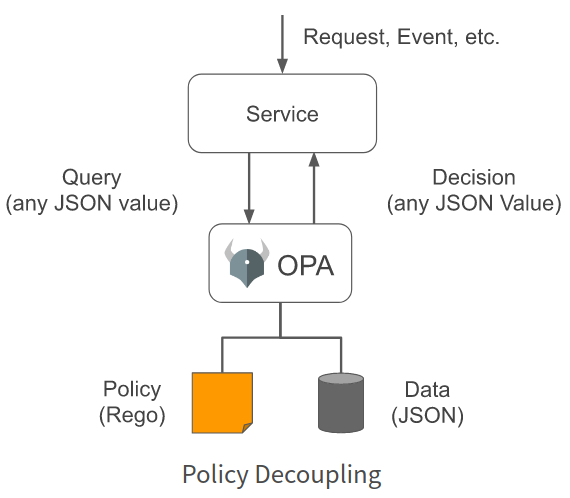 Request, Event, etc.
Service
Query
(any JSON value)
Decision
(any JSON Value)
OPA
Policy
(Rego)
Data
(JSON)
Policy Decoupling